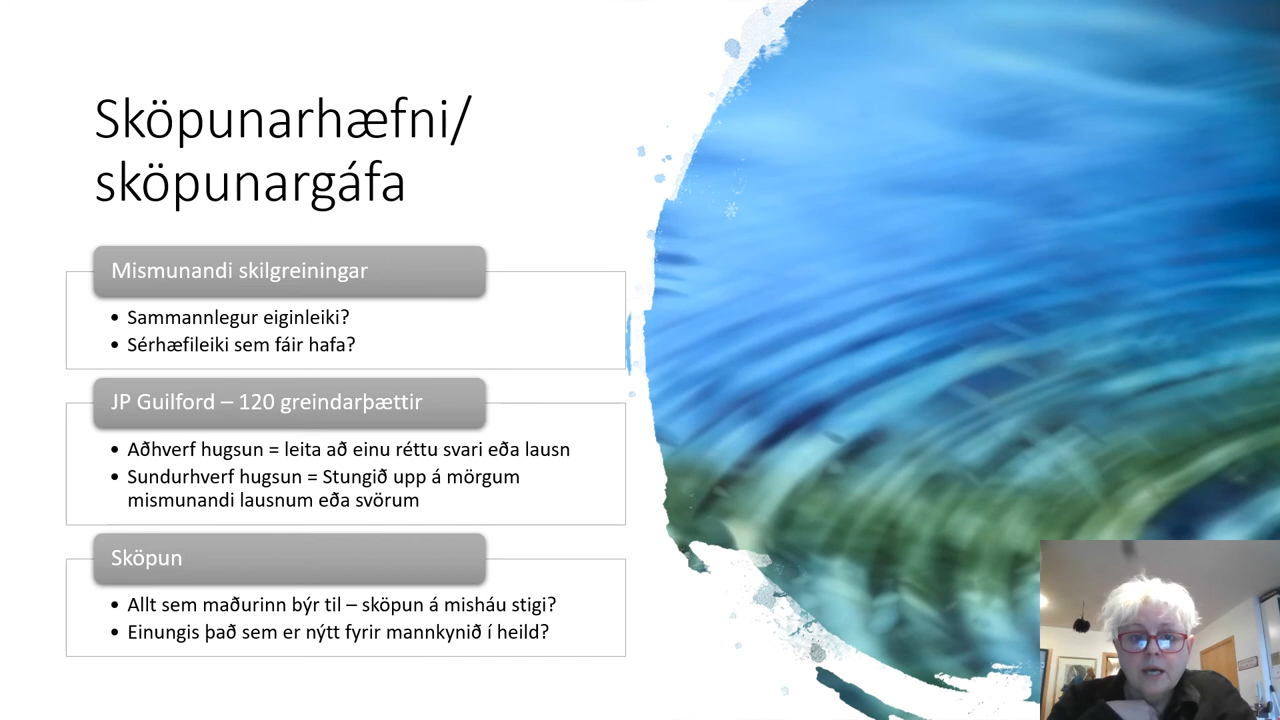 Sköpunarhæfni/
sköpunargáfa
Mismunandi skilgreiningar
• Sammannlegur eiginleiki?
• Sérhæfileiki sem fáir hafa?
JP Guilford – 120 greindarþættir
• Aðhverf hugsun = leita að einu réttu svari eða lausn
• Sundurhverf hugsun = Stungið upp á mörgum
mismunandi lausnum eða svörum
Sköpun
• Allt sem maðurinn býr til – sköpun á misháu stigi?
• Einungis það sem er nýtt fyrir mannkynið í heild?